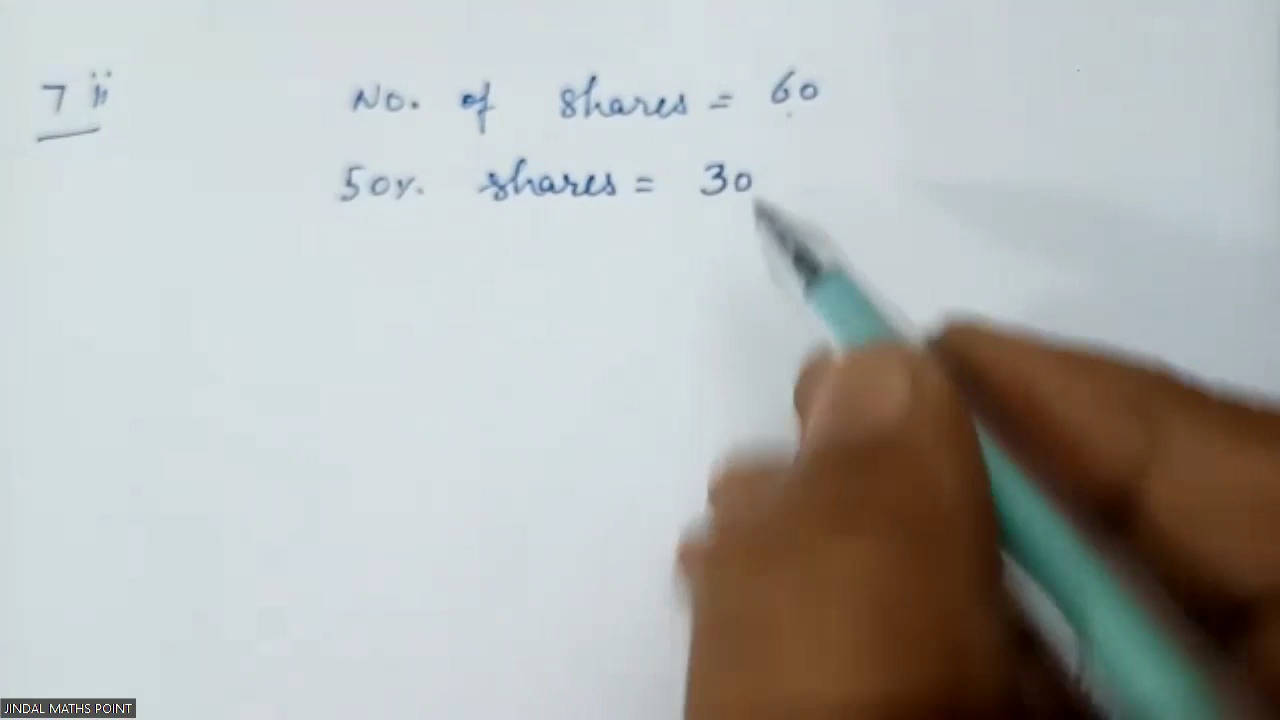 7 ii
No. of shares = 60
50%. shares = 30
JINDAL MATHS POINT